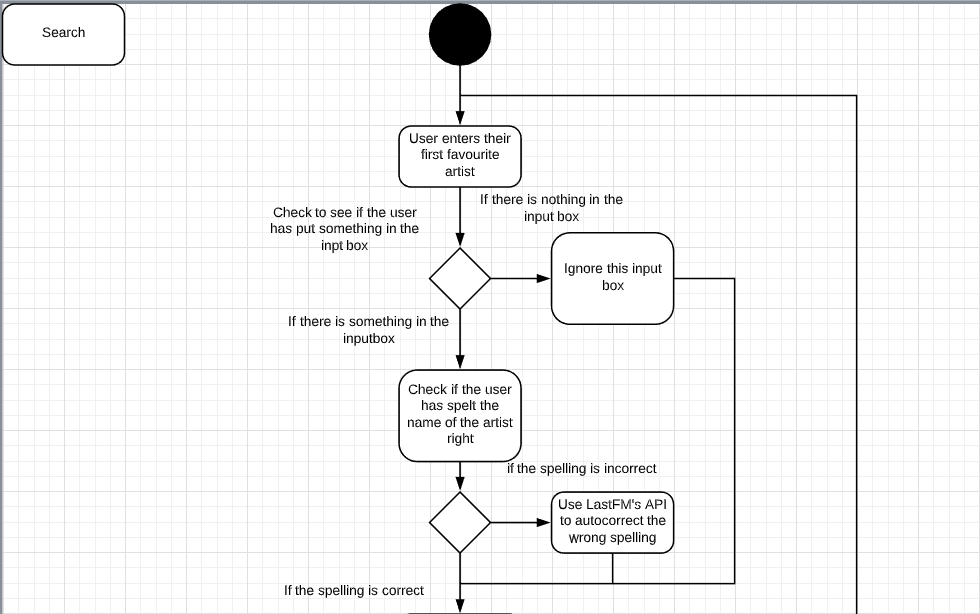 Search
User enters their
first favourite
artist
If there is nothing in the
input box
Check to see if the user
has put something in the
inpt box
Ignore this input
box
If there is something in the
inputbox
Check if the user
has spelt the
name of the artist
right
if the spelling is incorrect
Use LastFM's API
to autocorrect the
wrong spelling
If the spelling is correct